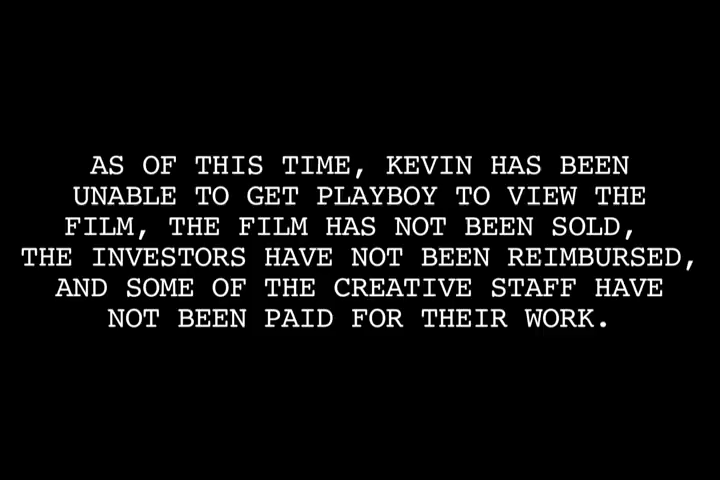 AS OF THIS TIME, KEVIN HAS BEEN
UNABLE TO GET PLAYBOY TO VIEW THE
FILM, THE FILM HAS NOT BEEN SOLD,
THE INVESTORS HAVE NOT BEEN REIMBURSED,
AND SOME OF THE CREATIVE STAFF HAVE
NOT BEEN PAID FOR THEIR WORK.